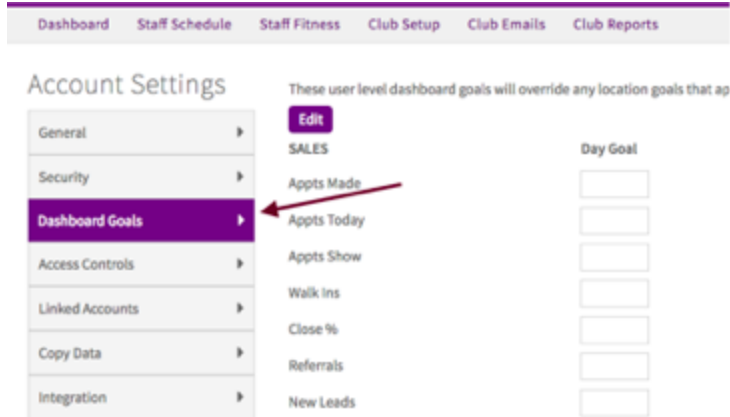 Dashboard Staff Schedule Staff Fitness Club Setup Club Emails Club Reports
Account Settings
These user level dashboard goals will override any location goals that ap
Edit
General
SALES Day Goal
Security
Appts Made
Dashboard Goals
Appts Today
Access Controls
Appts Show
Linked Accounts
Walk Ins
Close %
Copy Data
Referrals
Integration
New Leads